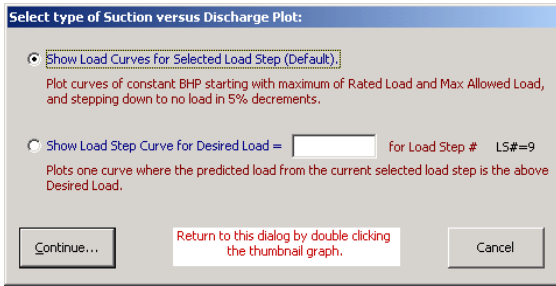 Select type of Suction versus Discharge Plot:
Show Load Curves for Selected Load Step (Default).
Plot curves of constant BHP starting with maximum of Rated Load and Max Allowed Load,
and stepping down to no load in 5% decrements.
Show Load Step Curve for Desired Load = for Load Step # LS#=9
Plots one curve where the predicted load from the current selected load step is the above
Desired Load.
Continue...
Return to this dialog by double clicking
the thumbnail graph.
Cancel